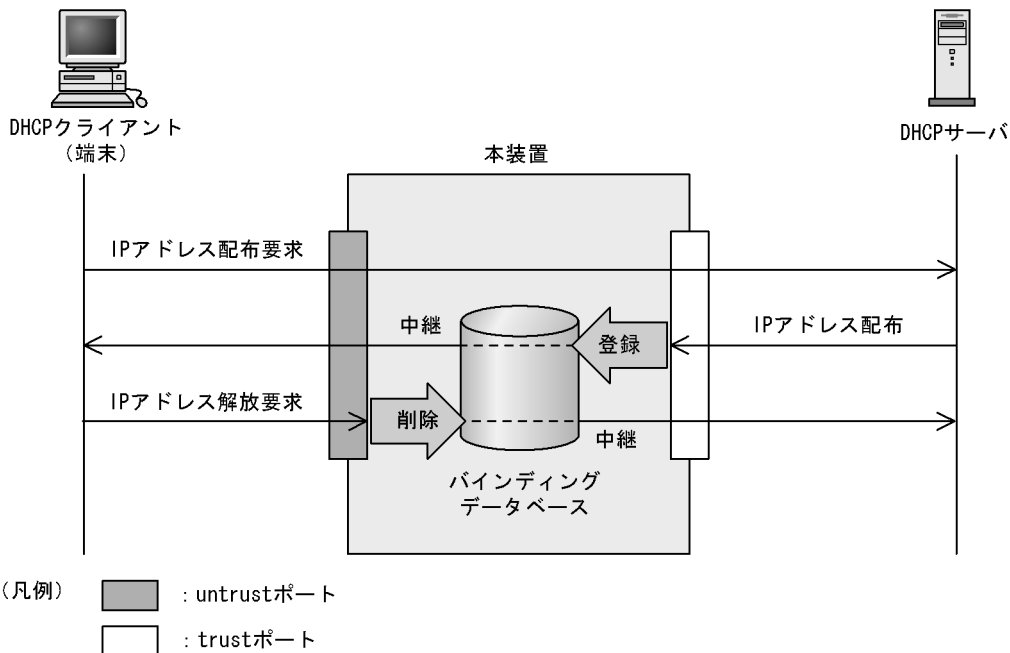 DHCPクライアント
(端末)
DHCPサーバ
本装置
IPアドレス配布要求
中継
登録
IPアドレス配布
IPアドレス解放要求
削除
中継
バインディング
データベース
(凡例)
:untrustポート
:trustポート